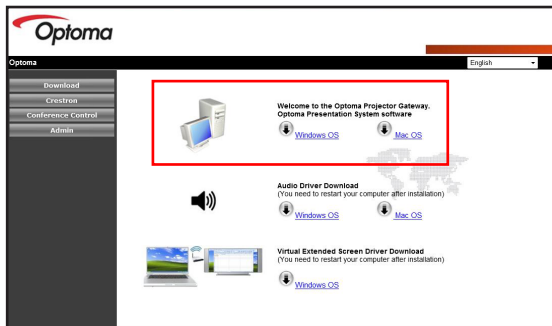 Optoma
Optoma
English
Download
Crestron
Conference Control
Admin
Welcome to the Optoma Projector Gateway.
Optoma Presentation System software
Windows OS
Mac OS
Audio Driver Download
(You need to restart your computer after installation)
Windows OS
Mac OS
Virtual Extended Screen Driver Download
(You need to restart your computer after installation)
Windows OS